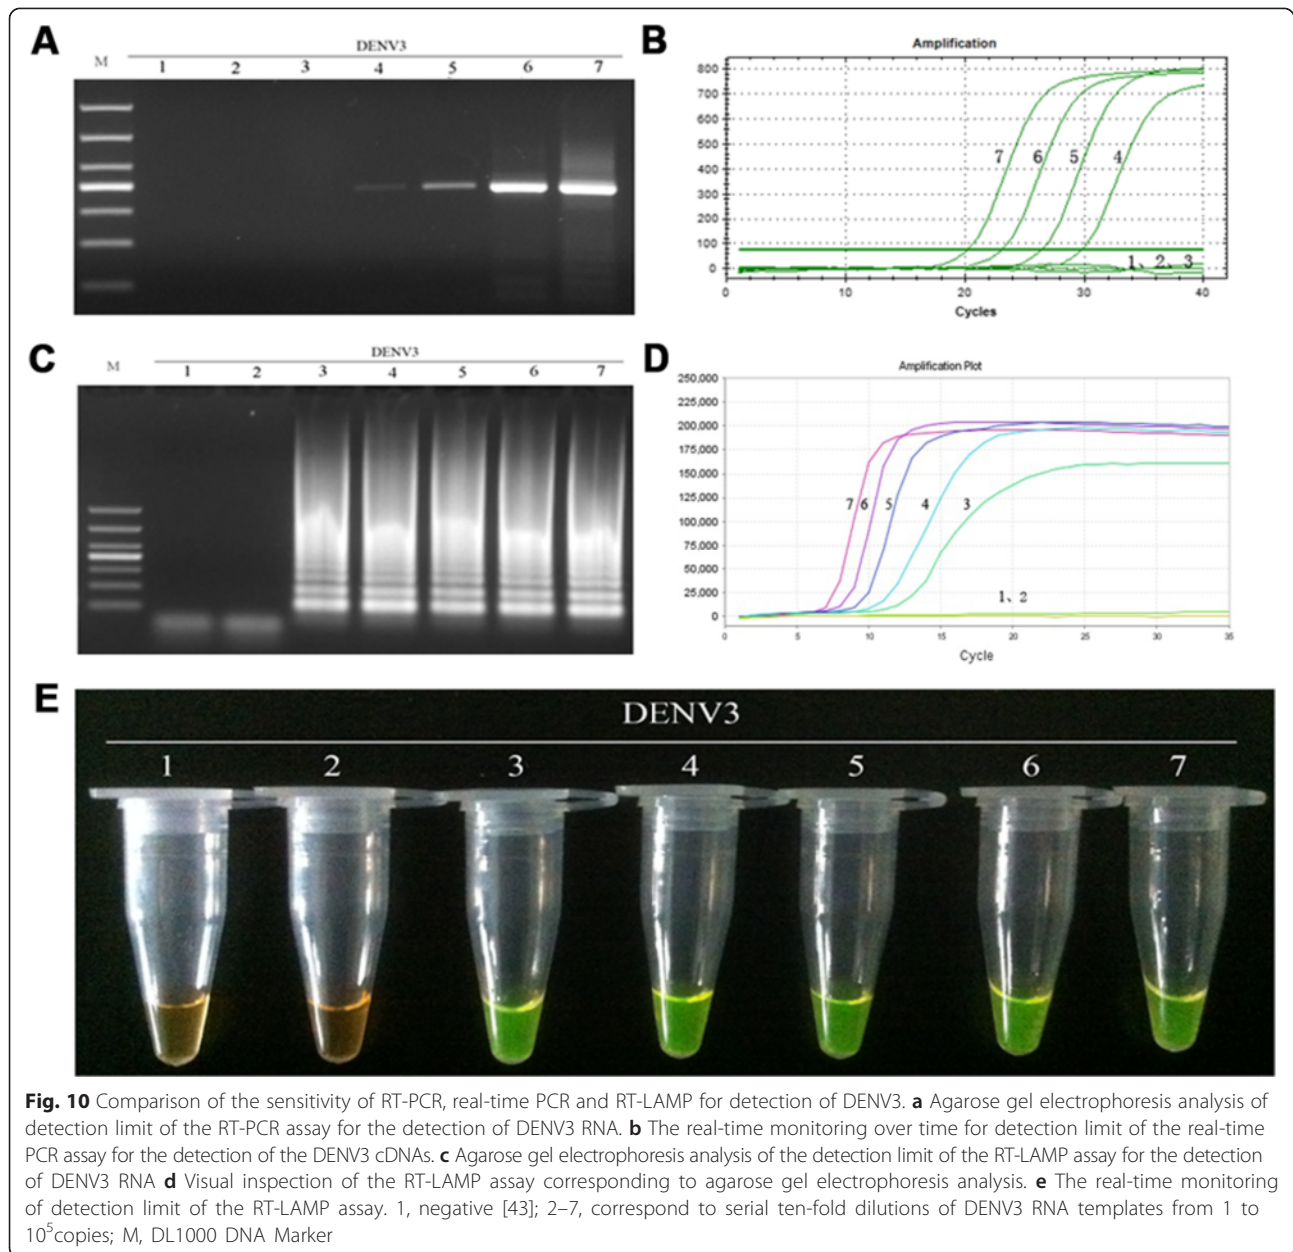 A
DENV3
M 1 2 3 4 5 6 7
B
Amplification
800
700
600
500
400
300
200
100
0
7 6 5 4
1、2、3
0 10 20 30 40
Cycles
C
DENV3
M 1 2 3 4 5 6 7
D
Amplification Plot
250,000
225,000
200,000
175,000
150,000
125,000
100,000
75,000
50,000
25,000
0
7 6 5 4 3
1、2
0 5 10 15 20 25 30 35
Cycle
E
DENV3
1 2 3 4 5 6 7
Fig. 10 Comparison of the sensitivity of RT-PCR, real-time PCR and RT-LAMP for detection of DENV3. a Agarose gel electrophoresis analysis of
detection limit of the RT-PCR assay for the detection of DENV3 RNA. b The real-time monitoring over time for detection limit of the real-time
PCR assay for the detection of the DENV3 cDNAs. c Agarose gel electrophoresis analysis of the detection limit of the RT-LAMP assay for the detection
of DENV3 RNA d Visual inspection of the RT-LAMP assay corresponding to agarose gel electrophoresis analysis. e The real-time monitoring
of detection limit of the RT-LAMP assay. 1, negative [43]; 2–7, correspond to serial ten-fold dilutions of DENV3 RNA templates from 1 to
10⁵copies; M, DL1000 DNA Marker